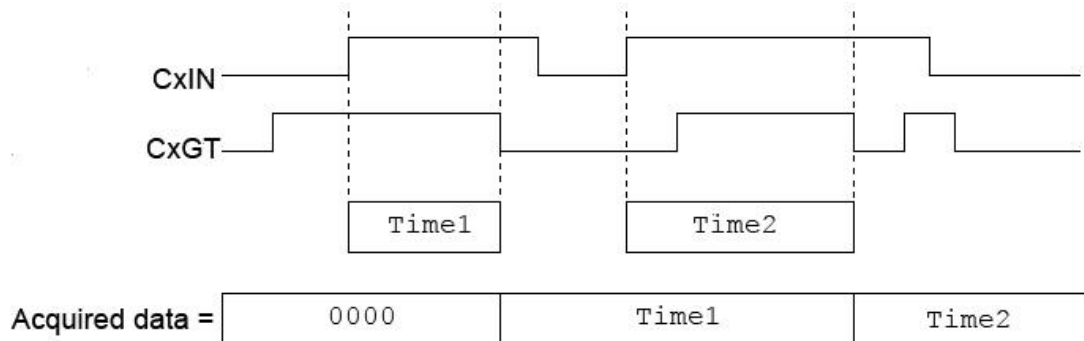 CxIN
CxGT
Time1 Time2
Acquired data = 0000 Time1 Time2